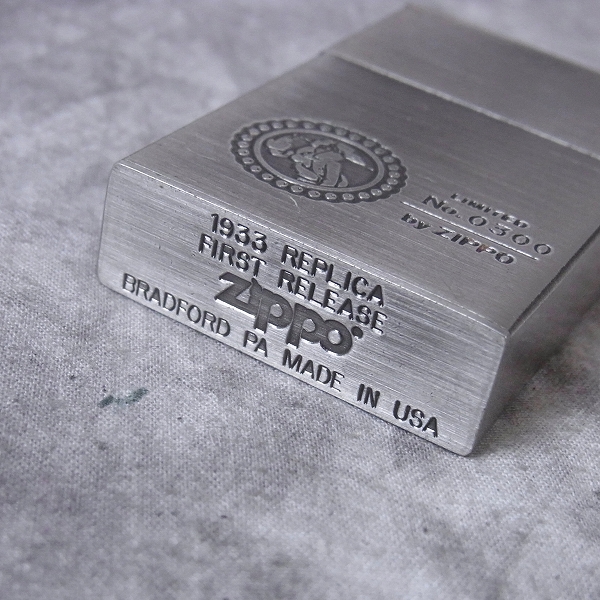 LIMITED
No. 0500
by ZIPPO
1933 REPLICA
FIRST RELEASE
Zippo®
BRADFORD PA MADE IN USA